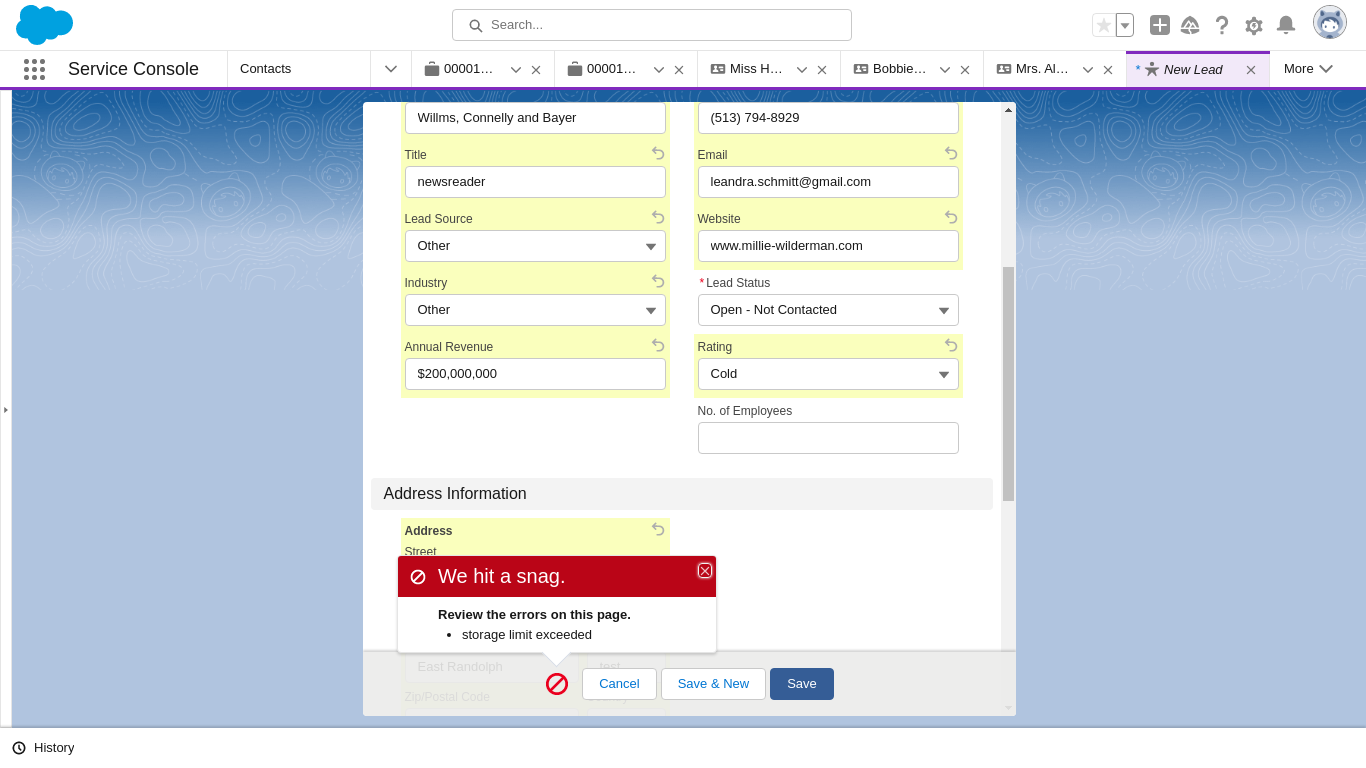 Search...
Service Console
Contacts
00001…
00001…
Miss H…
Bobbie…
Mrs. Al…
* New Lead
More
Willms, Connelly and Bayer
(513) 794-8929
Title
Email
newsreader
leandra.schmitt@gmail.com
Lead Source
Website
Other
www.millie-wilderman.com
Industry
*Lead Status
Other
Open - Not Contacted
Annual Revenue
Rating
$200,000,000
Cold
No. of Employees
Address Information
Address
Street
We hit a snag.
Review the errors on this page.
• storage limit exceeded
East Randolph
test
Zip/Postal Code
Cancel
Save & New
Save
History